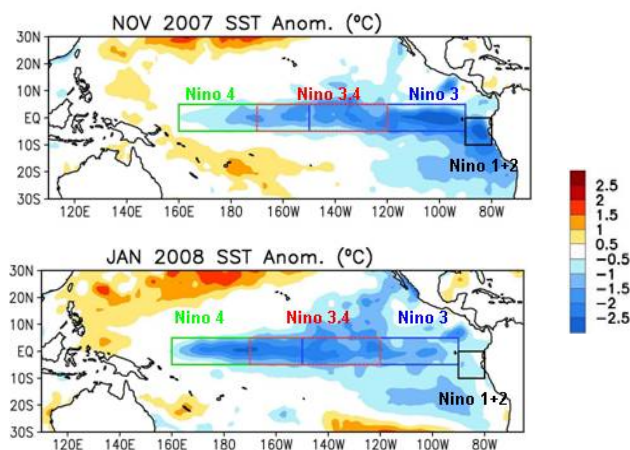 NOV 2007 SST Anom. (ºC)
30N
20N
10N
EQ
10S
20S
30S
Nino 4
Nino 3.4
Nino 3
Nino 1+2
120E 140E 160E 180 160W 140W 120W 100W 80W
JAN 2008 SST Anom. (ºC)
30N
20N
10N
EQ
10S
20S
30S
Nino 4
Nino 3.4
Nino 3
Nino 1+2
120E 140E 160E 180 160W 140W 120W 100W 80W
2.5
2
1.5
1
0.5
-0.5
-1
-1.5
-2
-2.5